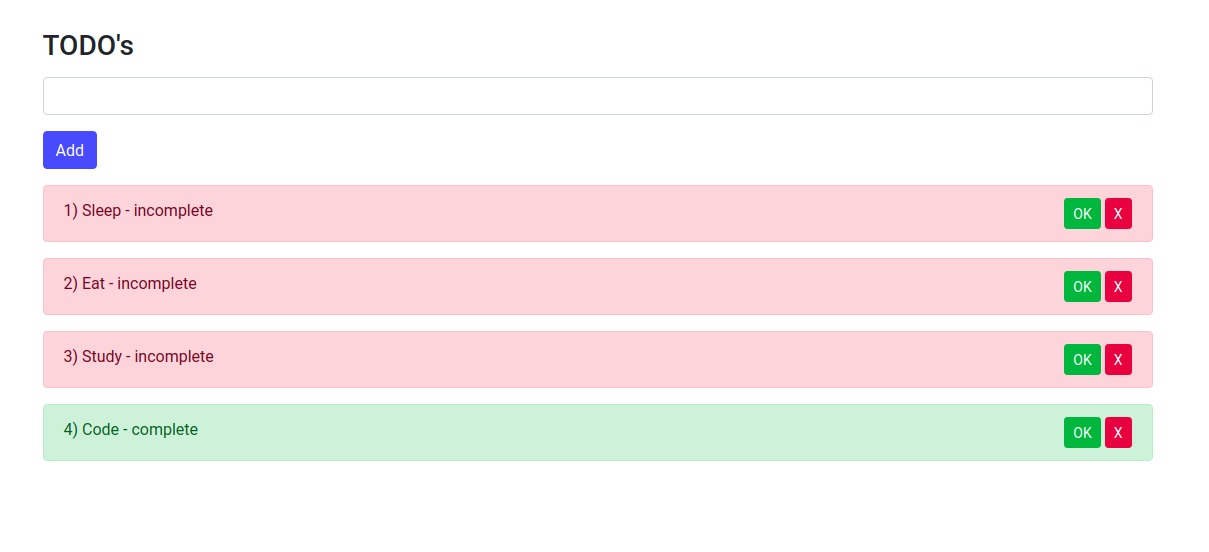 TODO's
Add
1) Sleep - incomplete OK X
2) Eat - incomplete OK X
3) Study - incomplete OK X
4) Code - complete OK X